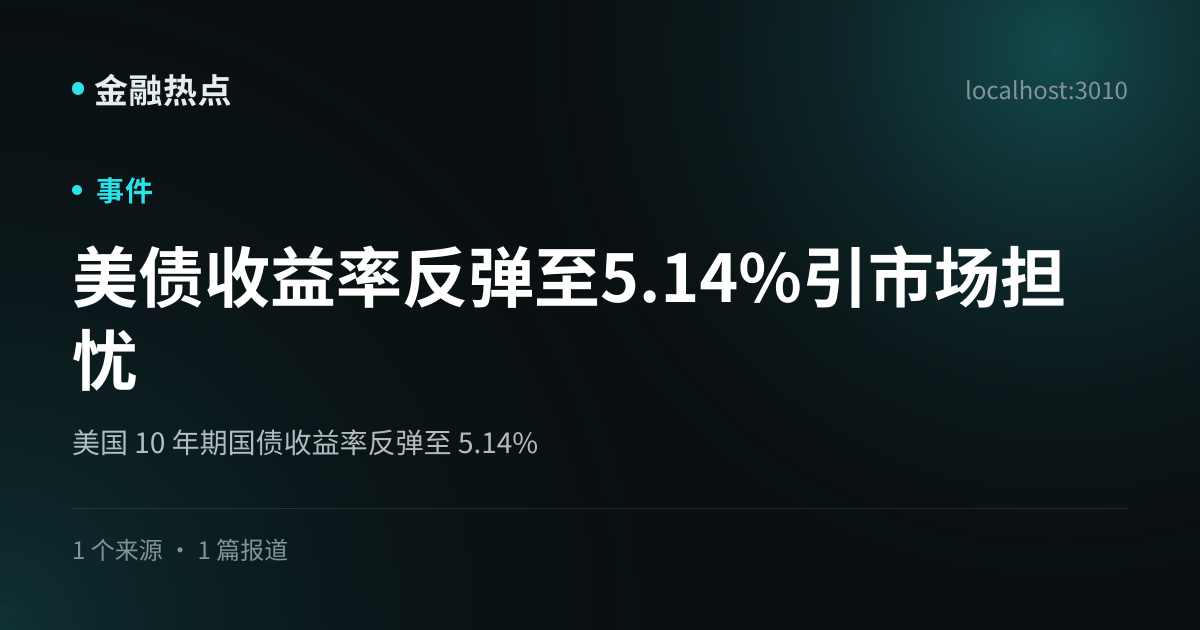 金融热点
localhost:3010
事件
美债收益率反弹至5.14%引市场担
忧
美国 10 年期国债收益率反弹至 5.14%
1 个来源 · 1 篇报道